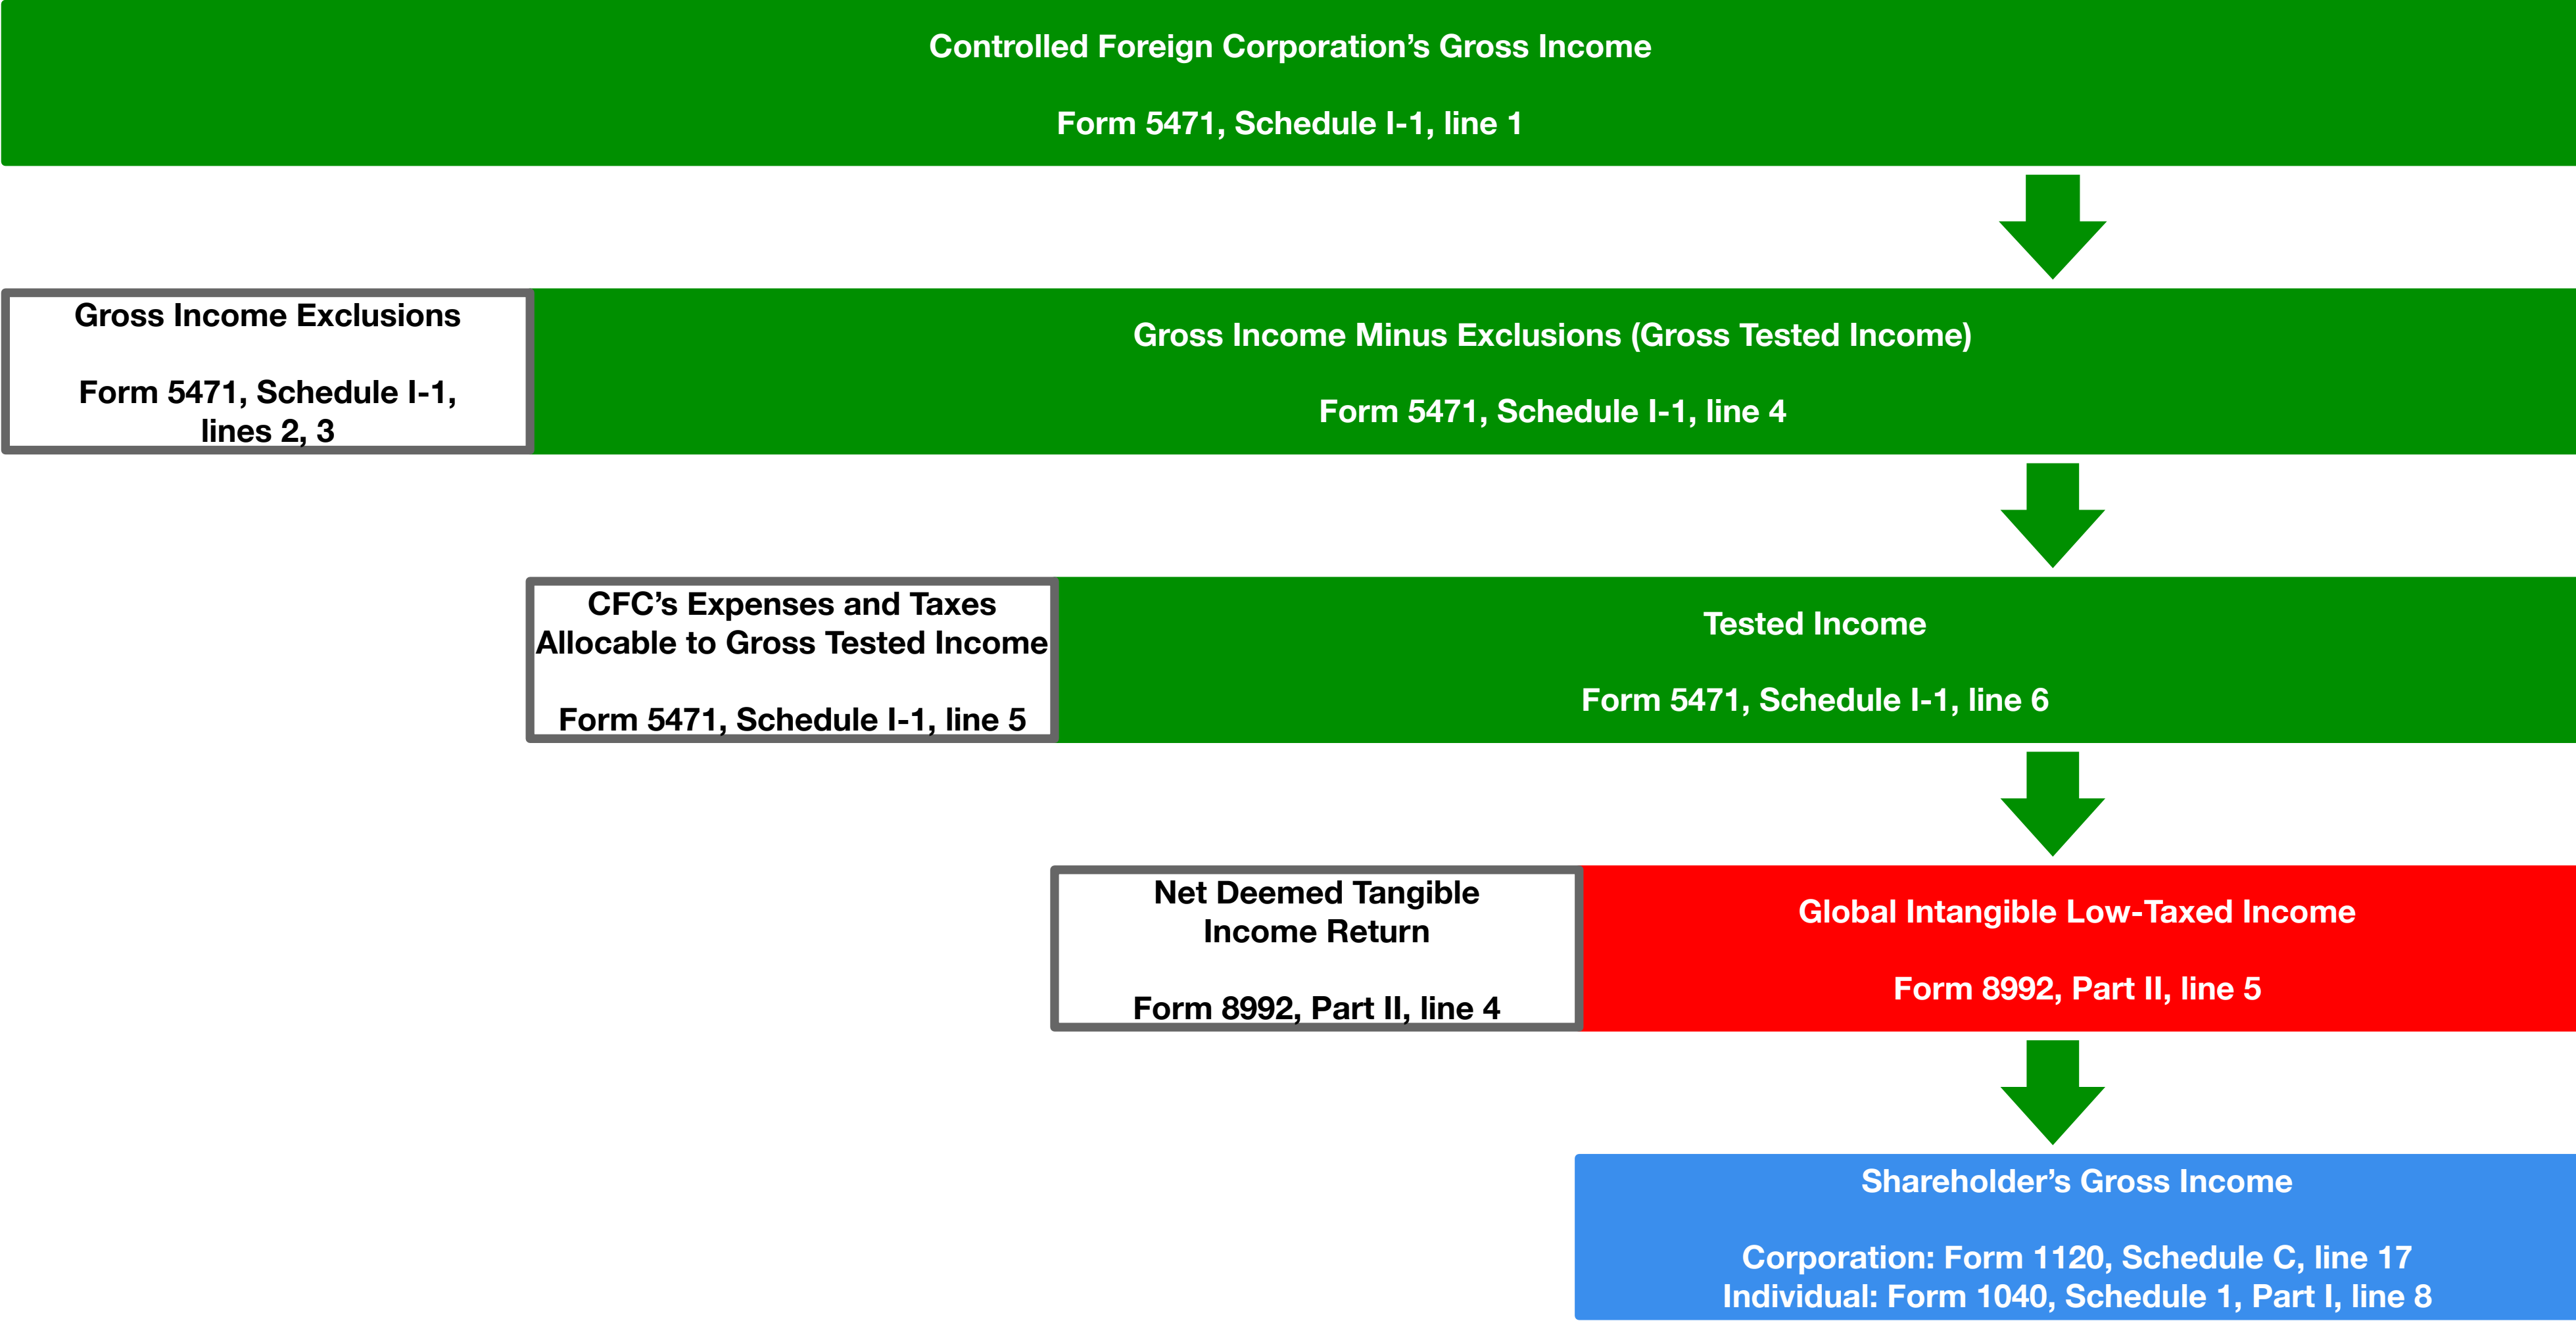 Controlled Foreign Corporation’s Gross Income
Form 5471, Schedule I-1, line 1
Gross Income Exclusions
Form 5471, Schedule I-1,
lines 2, 3
Gross Income Minus Exclusions (Gross Tested Income)
Form 5471, Schedule I-1, line 4
CFC’s Expenses and Taxes
Allocable to Gross Tested Income
Form 5471, Schedule I-1, line 5
Tested Income
Form 5471, Schedule I-1, line 6
Net Deemed Tangible
Income Return
Form 8992, Part II, line 4
Global Intangible Low-Taxed Income
Form 8992, Part II, line 5
Shareholder’s Gross Income
Corporation: Form 1120, Schedule C, line 17
Individual: Form 1040, Schedule 1, Part I, line 8